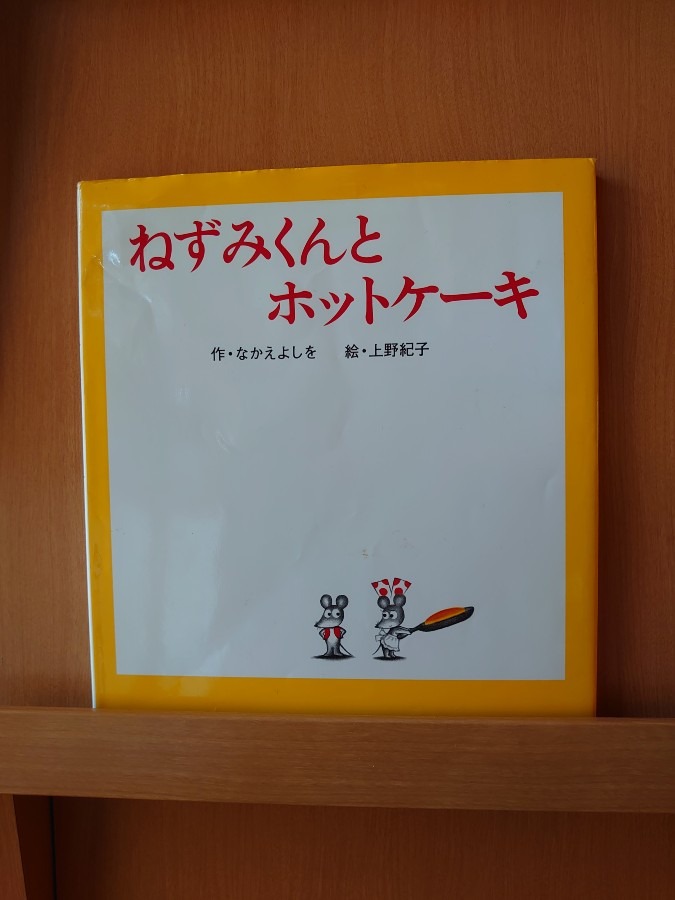 ねずみくんと
ホットケーキ
作・なかえよしを　絵・上野紀子